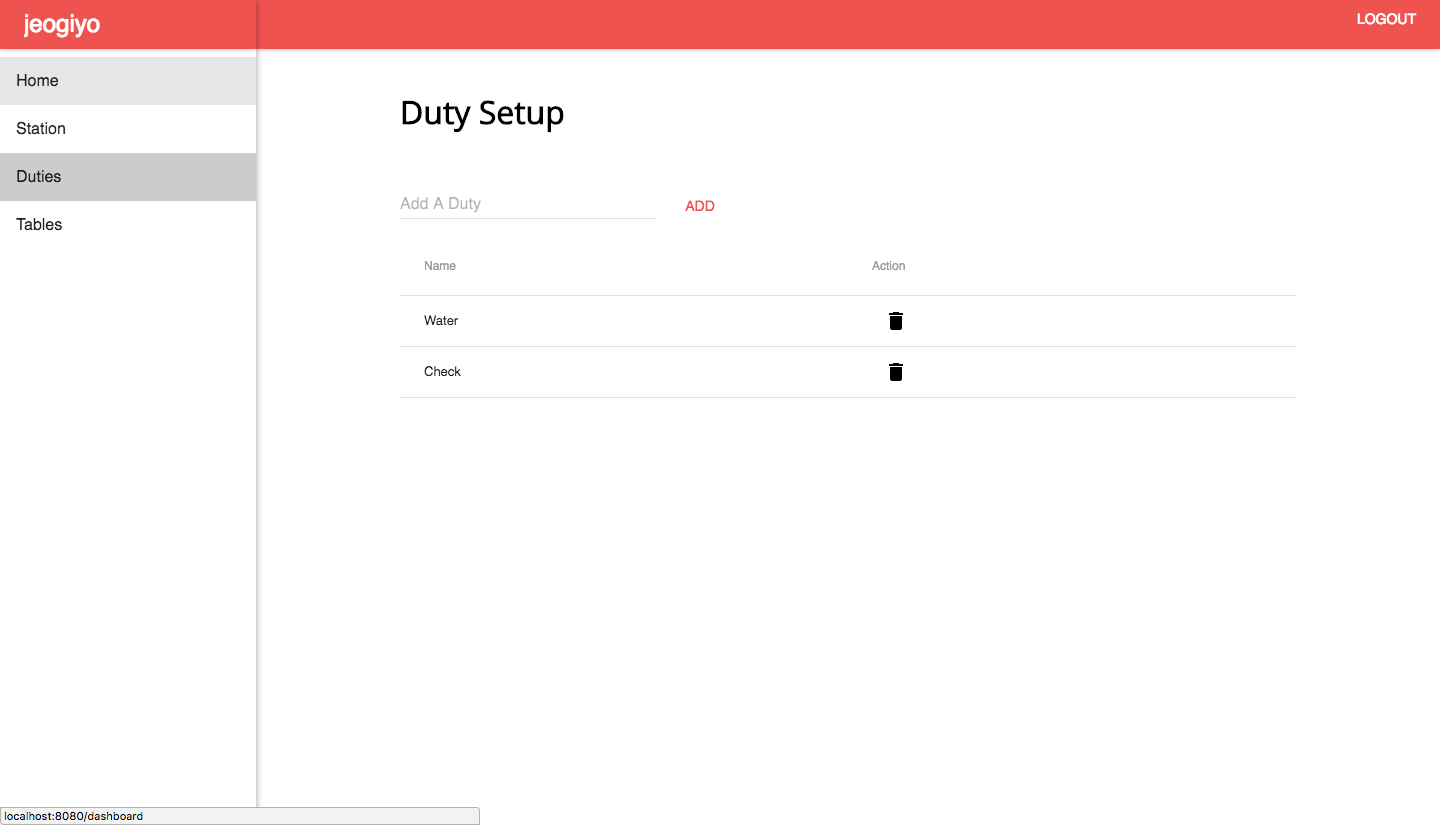 jeogiyo
LOGOUT
Home
Station
Duties
Tables
Duty Setup
Add A Duty
ADD
Name Action
Water
Check
localhost:8080/dashboard